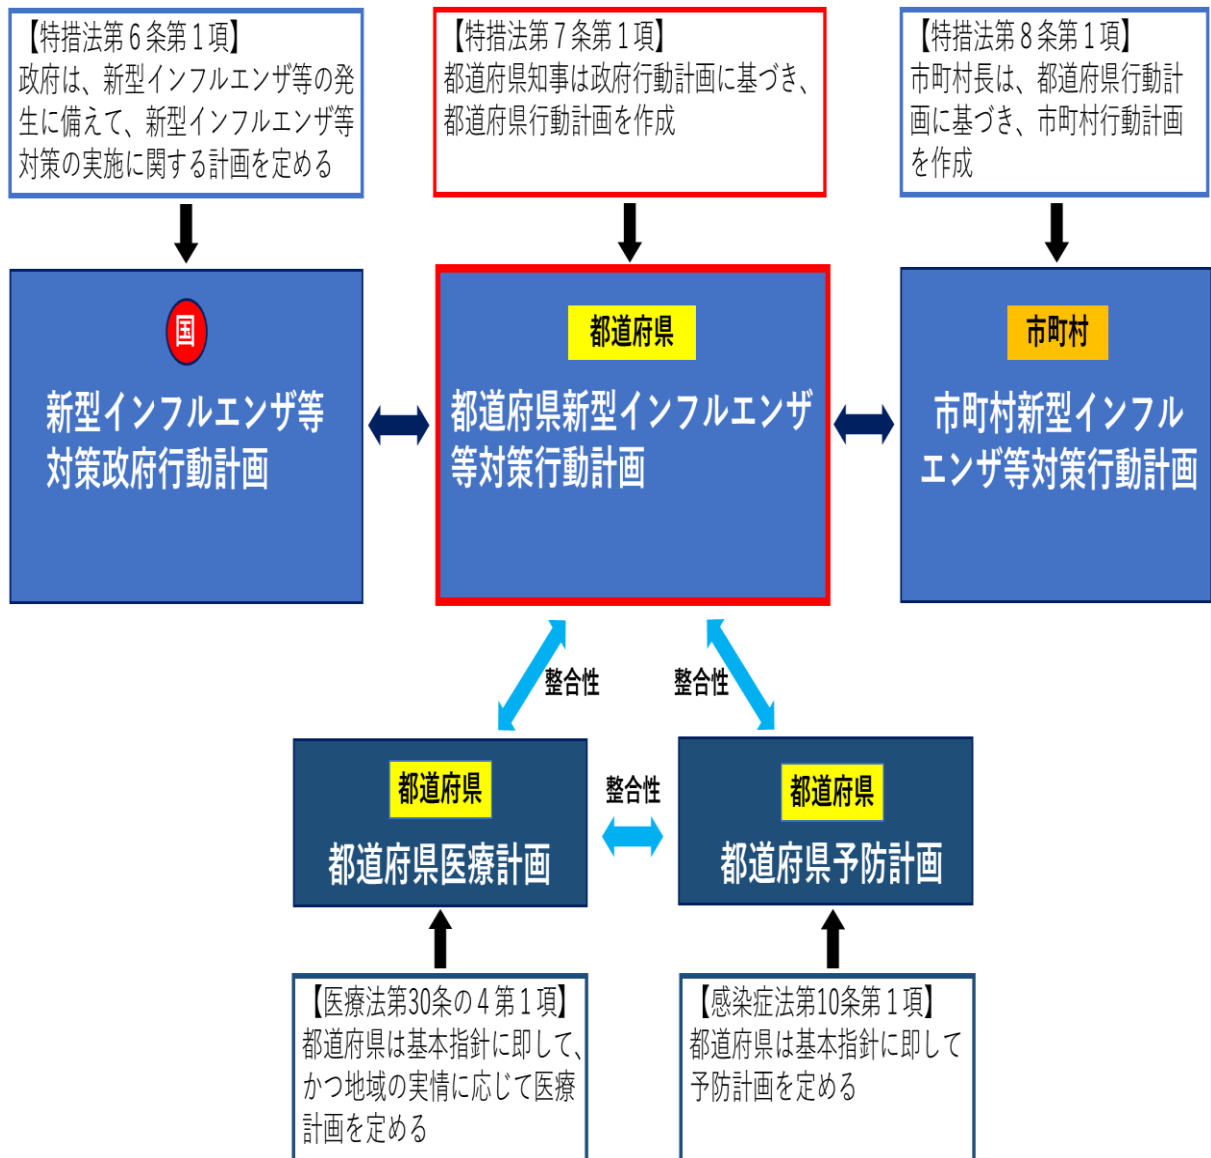 【特措法第６条第１項】
政府は、新型インフルエンザ等の発
生に備えて、新型インフルエンザ等
対策の実施に関する計画を定める
【特措法第７条第１項】
都道府県知事は政府行動計画に基づき、
都道府県行動計画を作成
【特措法第８条第１項】
市町村長は、都道府県行動計
画に基づき、市町村行動計画
を作成
国
新型インフルエンザ等
対策政府行動計画
都道府県
都道府県新型インフルエンザ
等対策行動計画
市町村
市町村新型インフル
エンザ等対策行動計画
整合性
整合性
都道府県
都道府県医療計画
整合性
都道府県
都道府県予防計画
【医療法第30条の４第１項】
都道府県は基本指針に即して、
かつ地域の実情に応じて医療
計画を定める
【感染症法第10条第１項】
都道府県は基本指針に即して
予防計画を定める